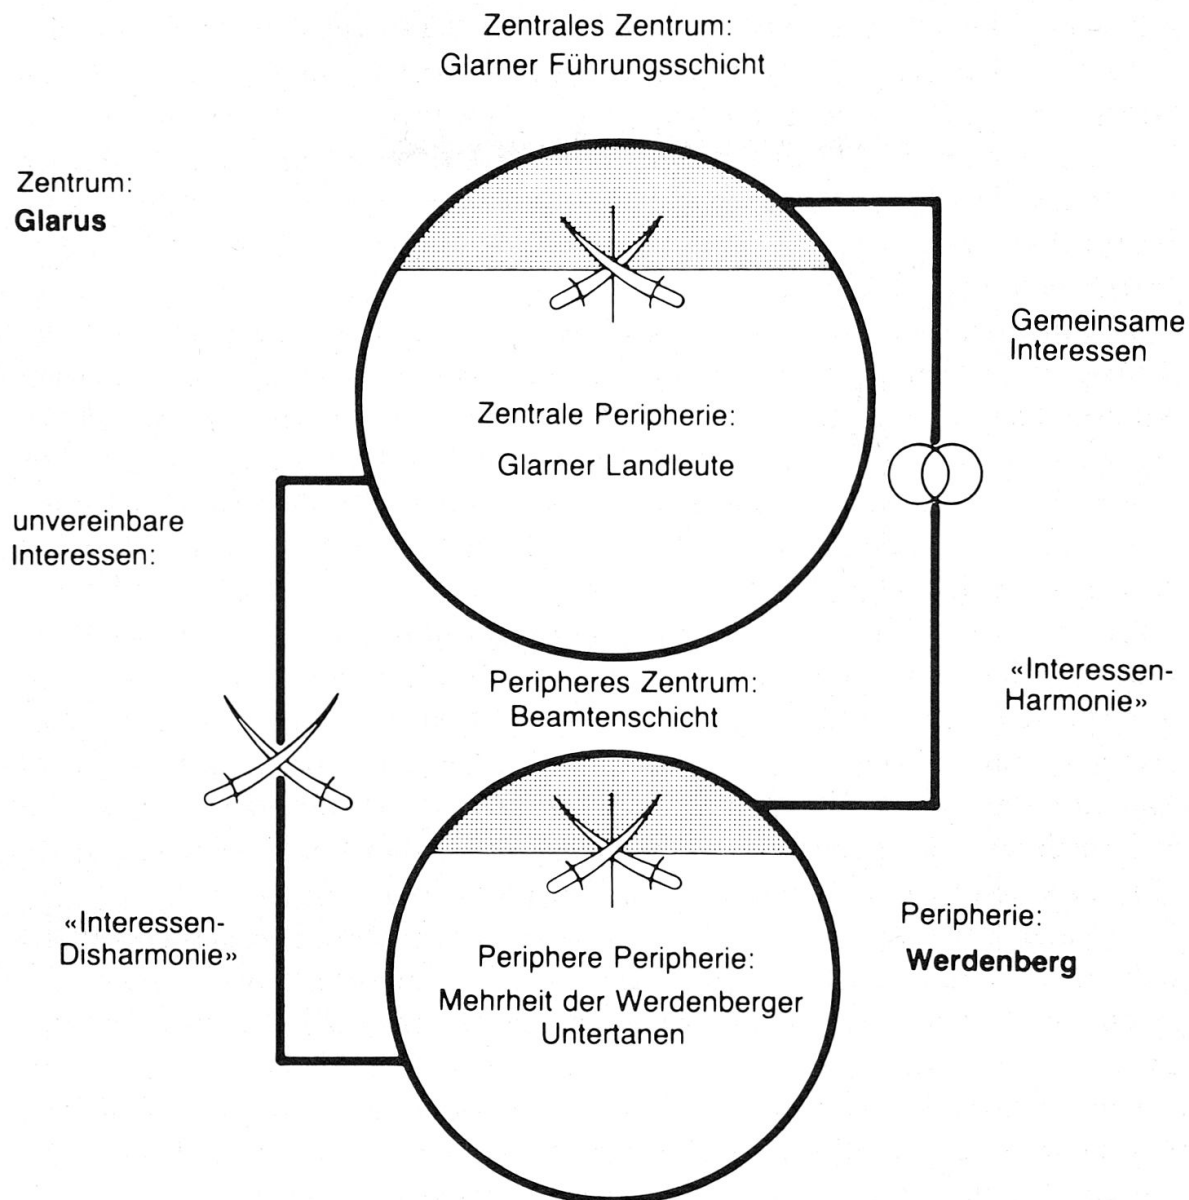 Zentrales Zentrum:
Glarner Führungsschicht
Zentrum:
Glarus
Gemeinsame
Interessen
Zentrale Peripherie:
Glarner Landleute
unvereinbare
Interessen:
«Interessen-
Harmonie»
Peripheres Zentrum:
Beamtenschicht
«Interessen-
Disharmonie»
Peripherie:
Werdenberg
Periphere Peripherie:
Mehrheit der Werdenberger
Untertanen